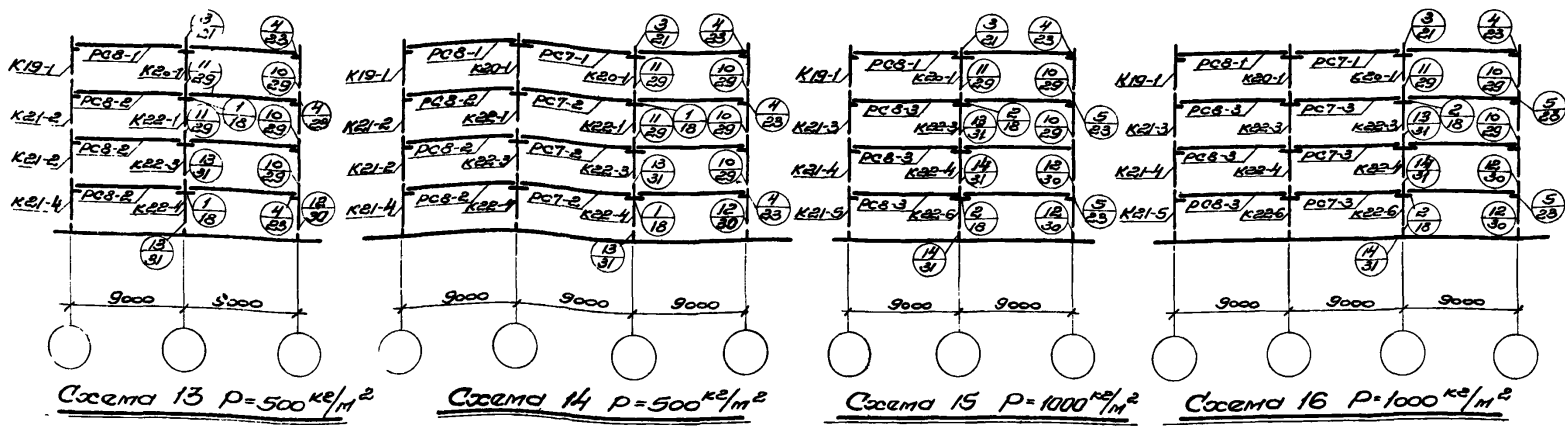 3/21 4/23
РС8-1 К19-1 К20-1 11/29 10/29
РС8-2 К21-2 К22-1 11/29 1/18 10/29 4/23
РС8-2 К21-2 К22-3 13/31 10/29
РС8-2 К21-4 К22-4 1/18 4/23 12/30
13/31
9000 9000
Схема 13 Р=500 кг/м²
3/21 4/23
РС8-1 РС7-1 К19-1 К20-1 К20-1 11/29 10/29
РС8-2 РС7-2 К21-2 К22-1 К22-1 11/29 1/18 10/29 4/23
РС8-2 РС7-2 К21-2 К22-3 К22-3 13/31 10/29
РС8-2 РС7-2 К21-4 К22-4 К22-4 1/18 12/30 4/23
13/31
9000 9000 9000
Схема 14 Р=500 кг/м²
3/21 4/23
РС8-1 К19-1 К20-1 11/29 10/29
РС8-3 К21-3 К22-3 13/31 2/18 10/29 5/23
РС8-3 К21-4 К22-4 14/31 12/30
РС8-3 К21-5 К22-6 2/18 12/30 5/23
14/31
9000 9000
Схема 15 Р=1000 кг/м²
3/21 4/23
РС8-1 РС7-1 К19-1 К20-1 К20-1 11/29 10/29
РС8-3 РС7-3 К21-3 К22-3 К22-3 13/31 2/18 10/29 5/23
РС8-3 РС7-3 К21-4 К22-4 К22-4 14/31 12/30
РС8-3 РС7-3 К21-5 К22-6 К22-6 2/18 12/30 5/23
14/31
9000 9000 9000
Схема 16 Р=1000 кг/м²